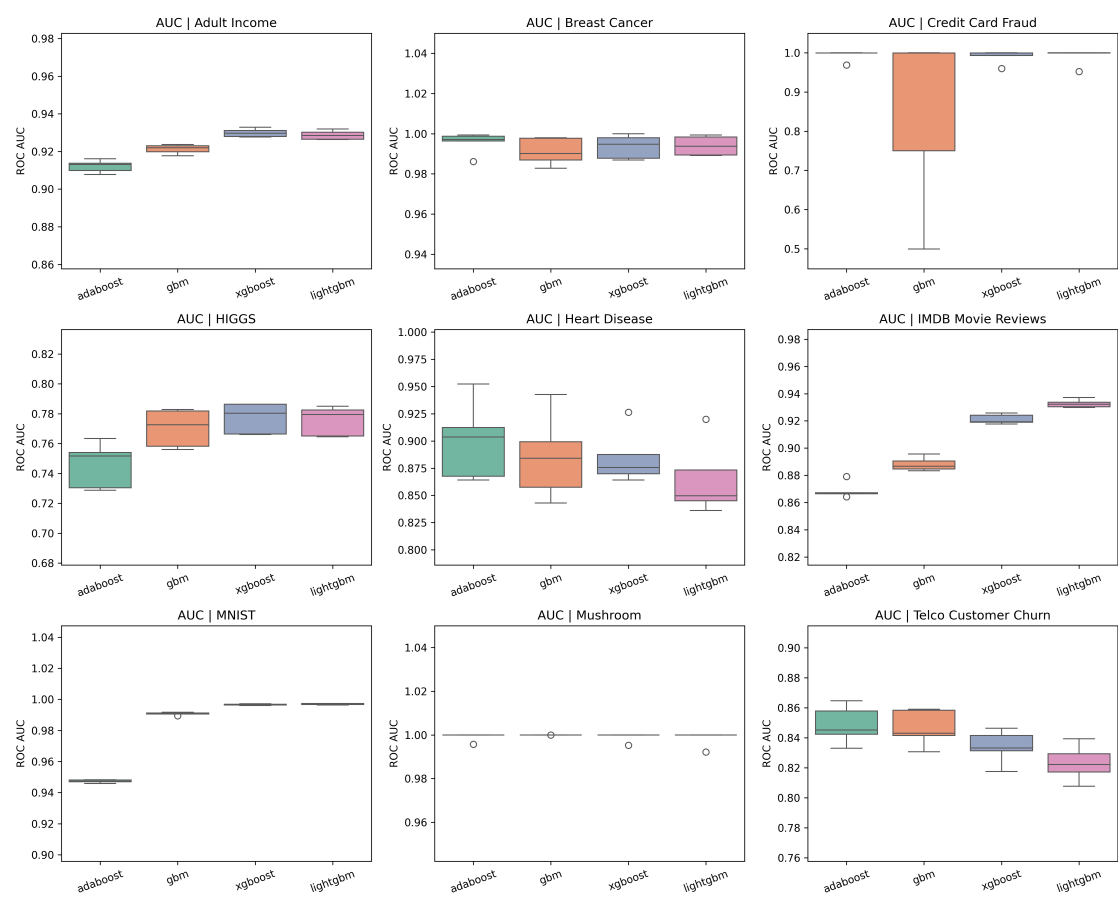 AUC | Adult Income
ROC AUC
0.98
0.96
0.94
0.92
0.90
0.88
0.86
adaboost
gbm
xgboost
lightgbm
AUC | Breast Cancer
ROC AUC
1.04
1.02
1.00
0.98
0.96
0.94
adaboost
gbm
xgboost
lightgbm
AUC | Credit Card Fraud
ROC AUC
1.0
0.9
0.8
0.7
0.6
0.5
adaboost
gbm
xgboost
lightgbm
AUC | HIGGS
ROC AUC
0.82
0.80
0.78
0.76
0.74
0.72
0.70
0.68
adaboost
gbm
xgboost
lightgbm
AUC | Heart Disease
ROC AUC
1.000
0.975
0.950
0.925
0.900
0.875
0.850
0.825
0.800
adaboost
gbm
xgboost
lightgbm
AUC | IMDB Movie Reviews
ROC AUC
0.98
0.96
0.94
0.92
0.90
0.88
0.86
0.84
0.82
adaboost
gbm
xgboost
lightgbm
AUC | MNIST
ROC AUC
1.04
1.02
1.00
0.98
0.96
0.94
0.92
0.90
adaboost
gbm
xgboost
lightgbm
AUC | Mushroom
ROC AUC
1.04
1.02
1.00
0.98
0.96
adaboost
gbm
xgboost
lightgbm
AUC | Telco Customer Churn
ROC AUC
0.90
0.88
0.86
0.84
0.82
0.80
0.78
0.76
adaboost
gbm
xgboost
lightgbm